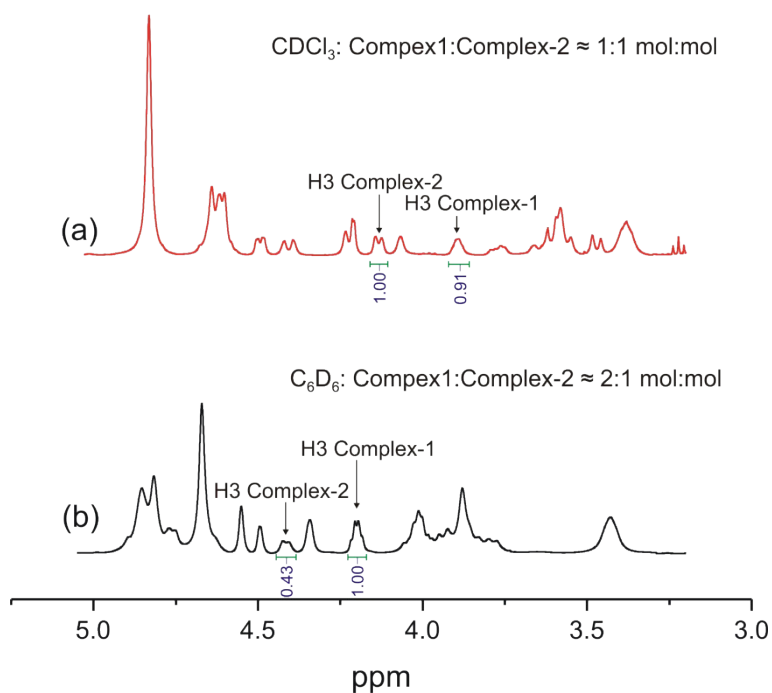 CDCl₃: Compex1:Complex-2 ≈ 1:1 mol:mol
H3 Complex-2
H3 Complex-1
(a)
1.00
0.91
C₆D₆: Compex1:Complex-2 ≈ 2:1 mol:mol
H3 Complex-1
H3 Complex-2
(b)
0.43
1.00
5.0 4.5 4.0 3.5 3.0
ppm